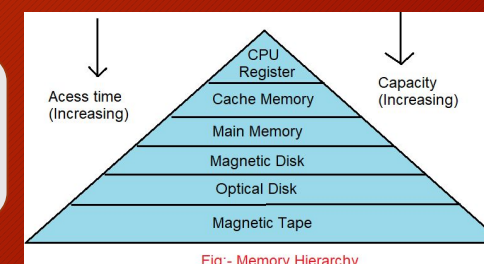 CPU
Register
Acess time
(Increasing)
Capacity
(Increasing)
Cache Memory
Main Memory
Magnetic Disk
Optical Disk
Magnetic Tape
Fig:- Memory Hierarchy